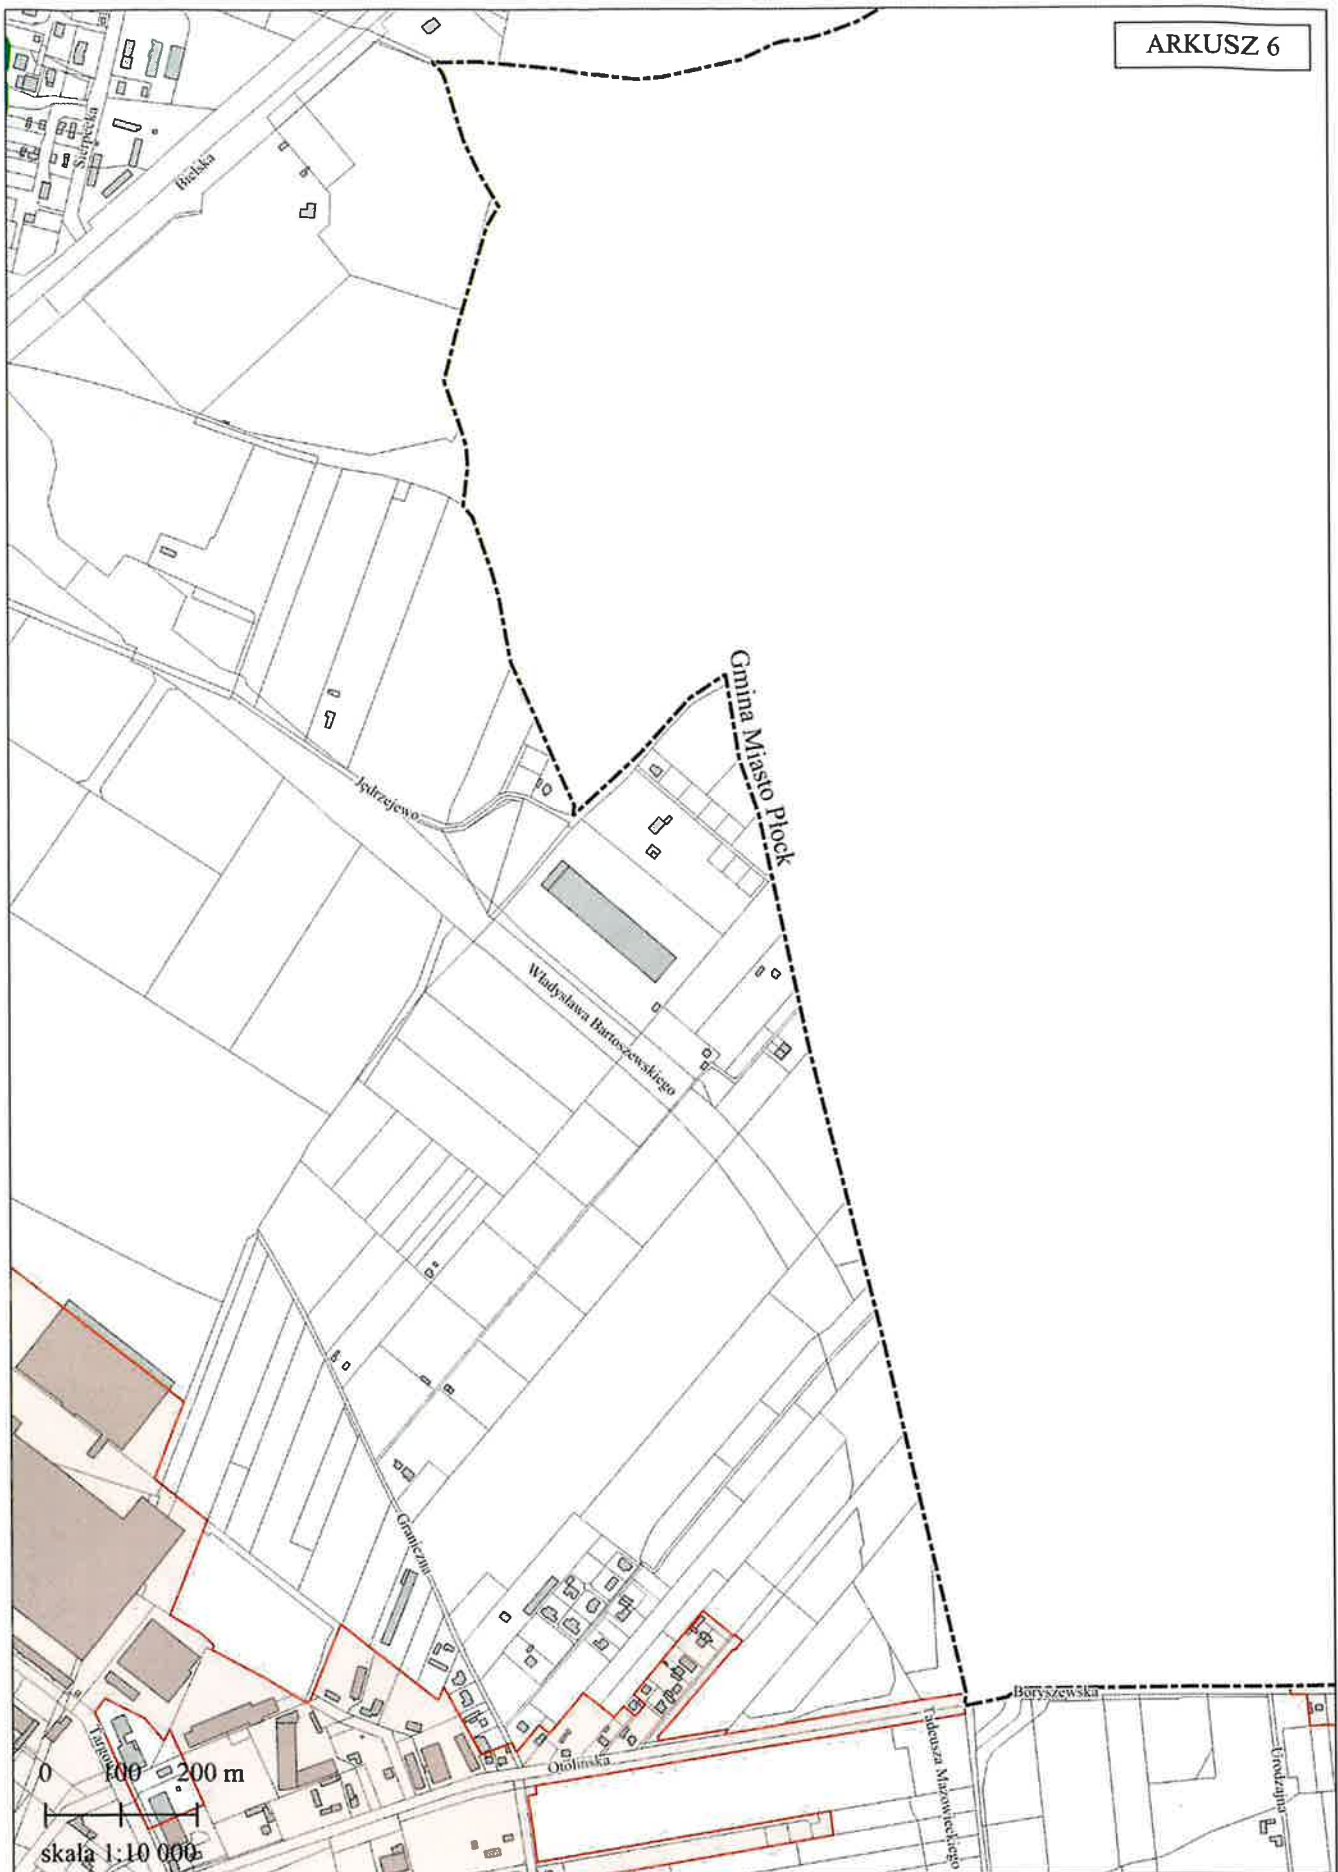 ARKUSZ 6
Sierpecka
Bielska
Gmina Miasto Płock
Jędrzejewo
Władysława Bartoszewskiego
Graniczna
Boryszewska
Tadeusza Mazowieckiego
Urodzajna
Otolińska
0 100 200 m
skala 1:10 000